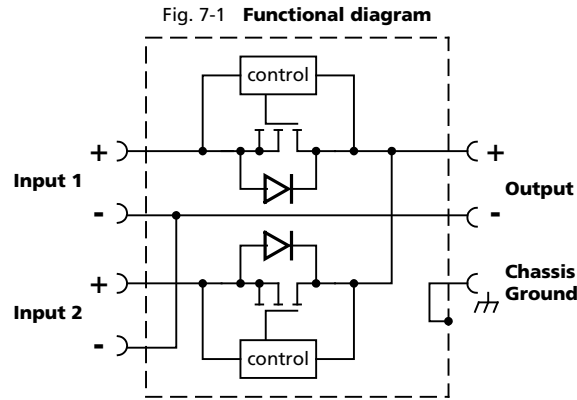 Fig. 7-1 Functional diagram
control
+
+
Input 1
Output
-
-
+
Chassis
Ground
Input 2
-
control